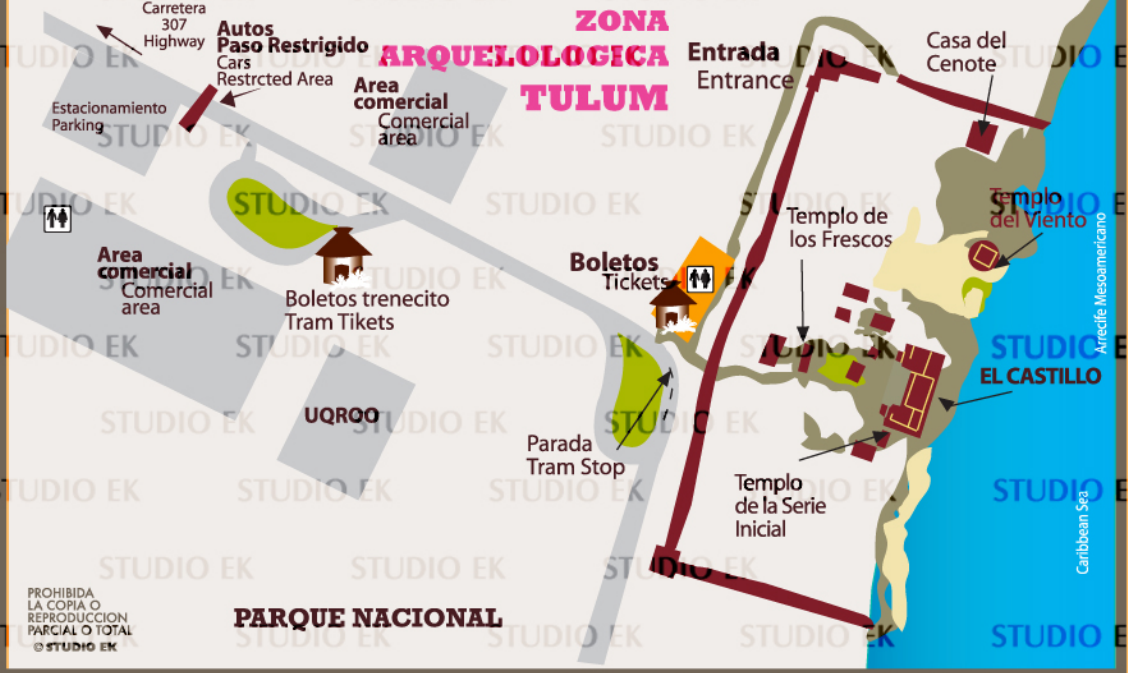 Carretera
307
Highway
Autos
Paso Restrigido
Cars
Restrcted Area
ZONA
ARQUELOLOGICA
TULUM
Estacionamiento
Parking
Area
comercial
Comercial
area
Entrada
Entrance
Casa del
Cenote
Templo
del Viento
Templo de
los Frescos
Arrecife Mesoamericano
Area
comercial
Comercial
area
Boletos trenecito
Tram Tikets
Boletos
Tickets
EL CASTILLO
UQROO
Parada
Tram Stop
Templo
de la Serie
Inicial
Caribbean Sea
PROHIBIDA
LA COPIA O
REPRODUCCION
PARCIAL O TOTAL
© STUDIO EK
PARQUE NACIONAL
STUDIO EK